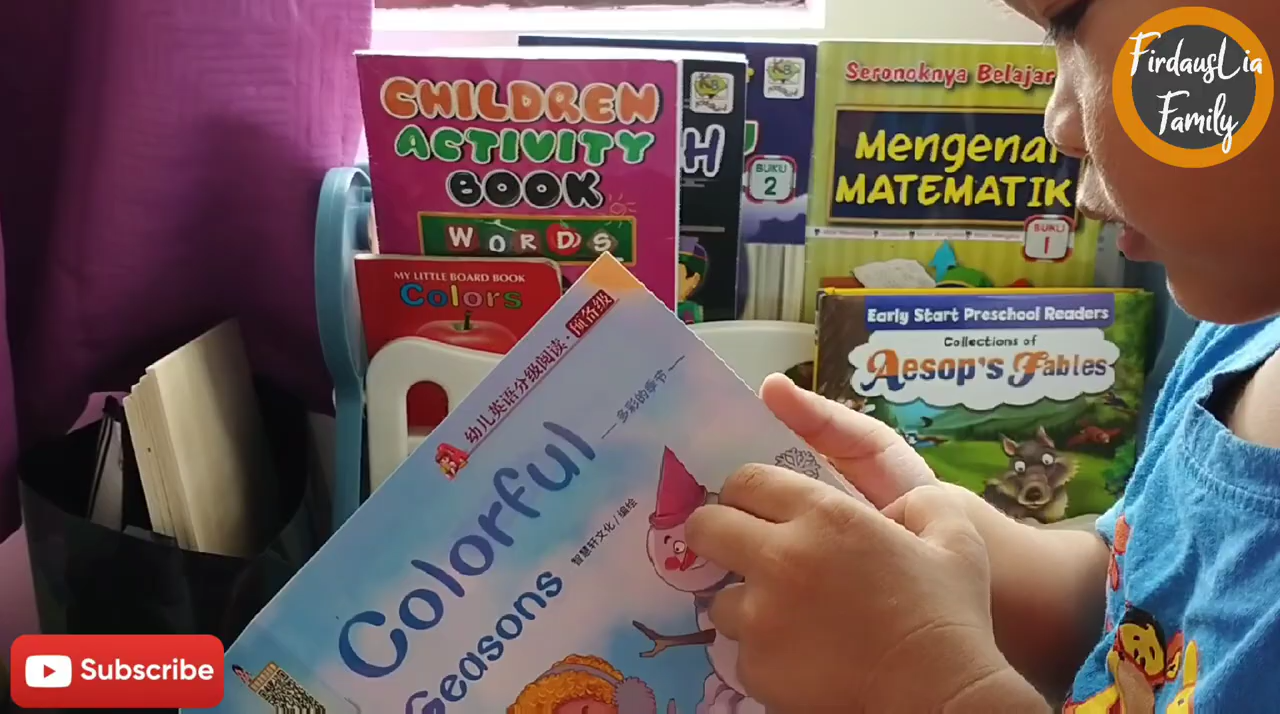 FirdausLia
Family
CHILDREN
ACTIVITY
BOOK
WORDS
H
BUKU
2
Seronoknya Belajar
Mengenal
MATEMATIK
BUKU
1
MY LITTLE BOARD BOOK
Colors
Early Start Preschool Readers
Collections of
Aesop's Fables
幼儿英语分级阅读·预备级
多彩的季节
Colorful
Seasons
智慧轩文化/编绘
Subscribe